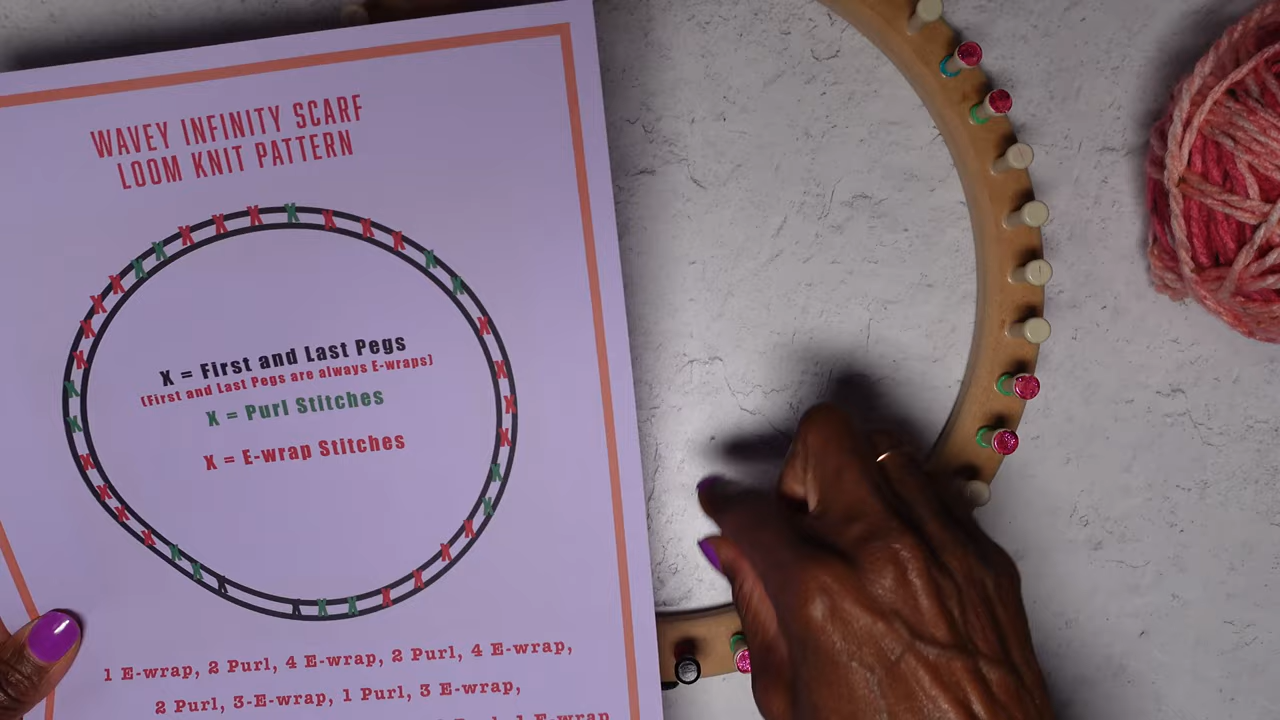 WAVEY INFINITY SCARF
LOOM KNIT PATTERN
X = First and Last Pegs
(First and Last Pegs are always E-wraps)
X = Purl Stitches
X = E-wrap Stitches
1 E-wrap, 2 Purl, 4 E-wrap, 2 Purl, 4 E-wrap,
2 Purl, 3-E-wrap, 1 Purl, 3 E-wrap,
1 E-wrap